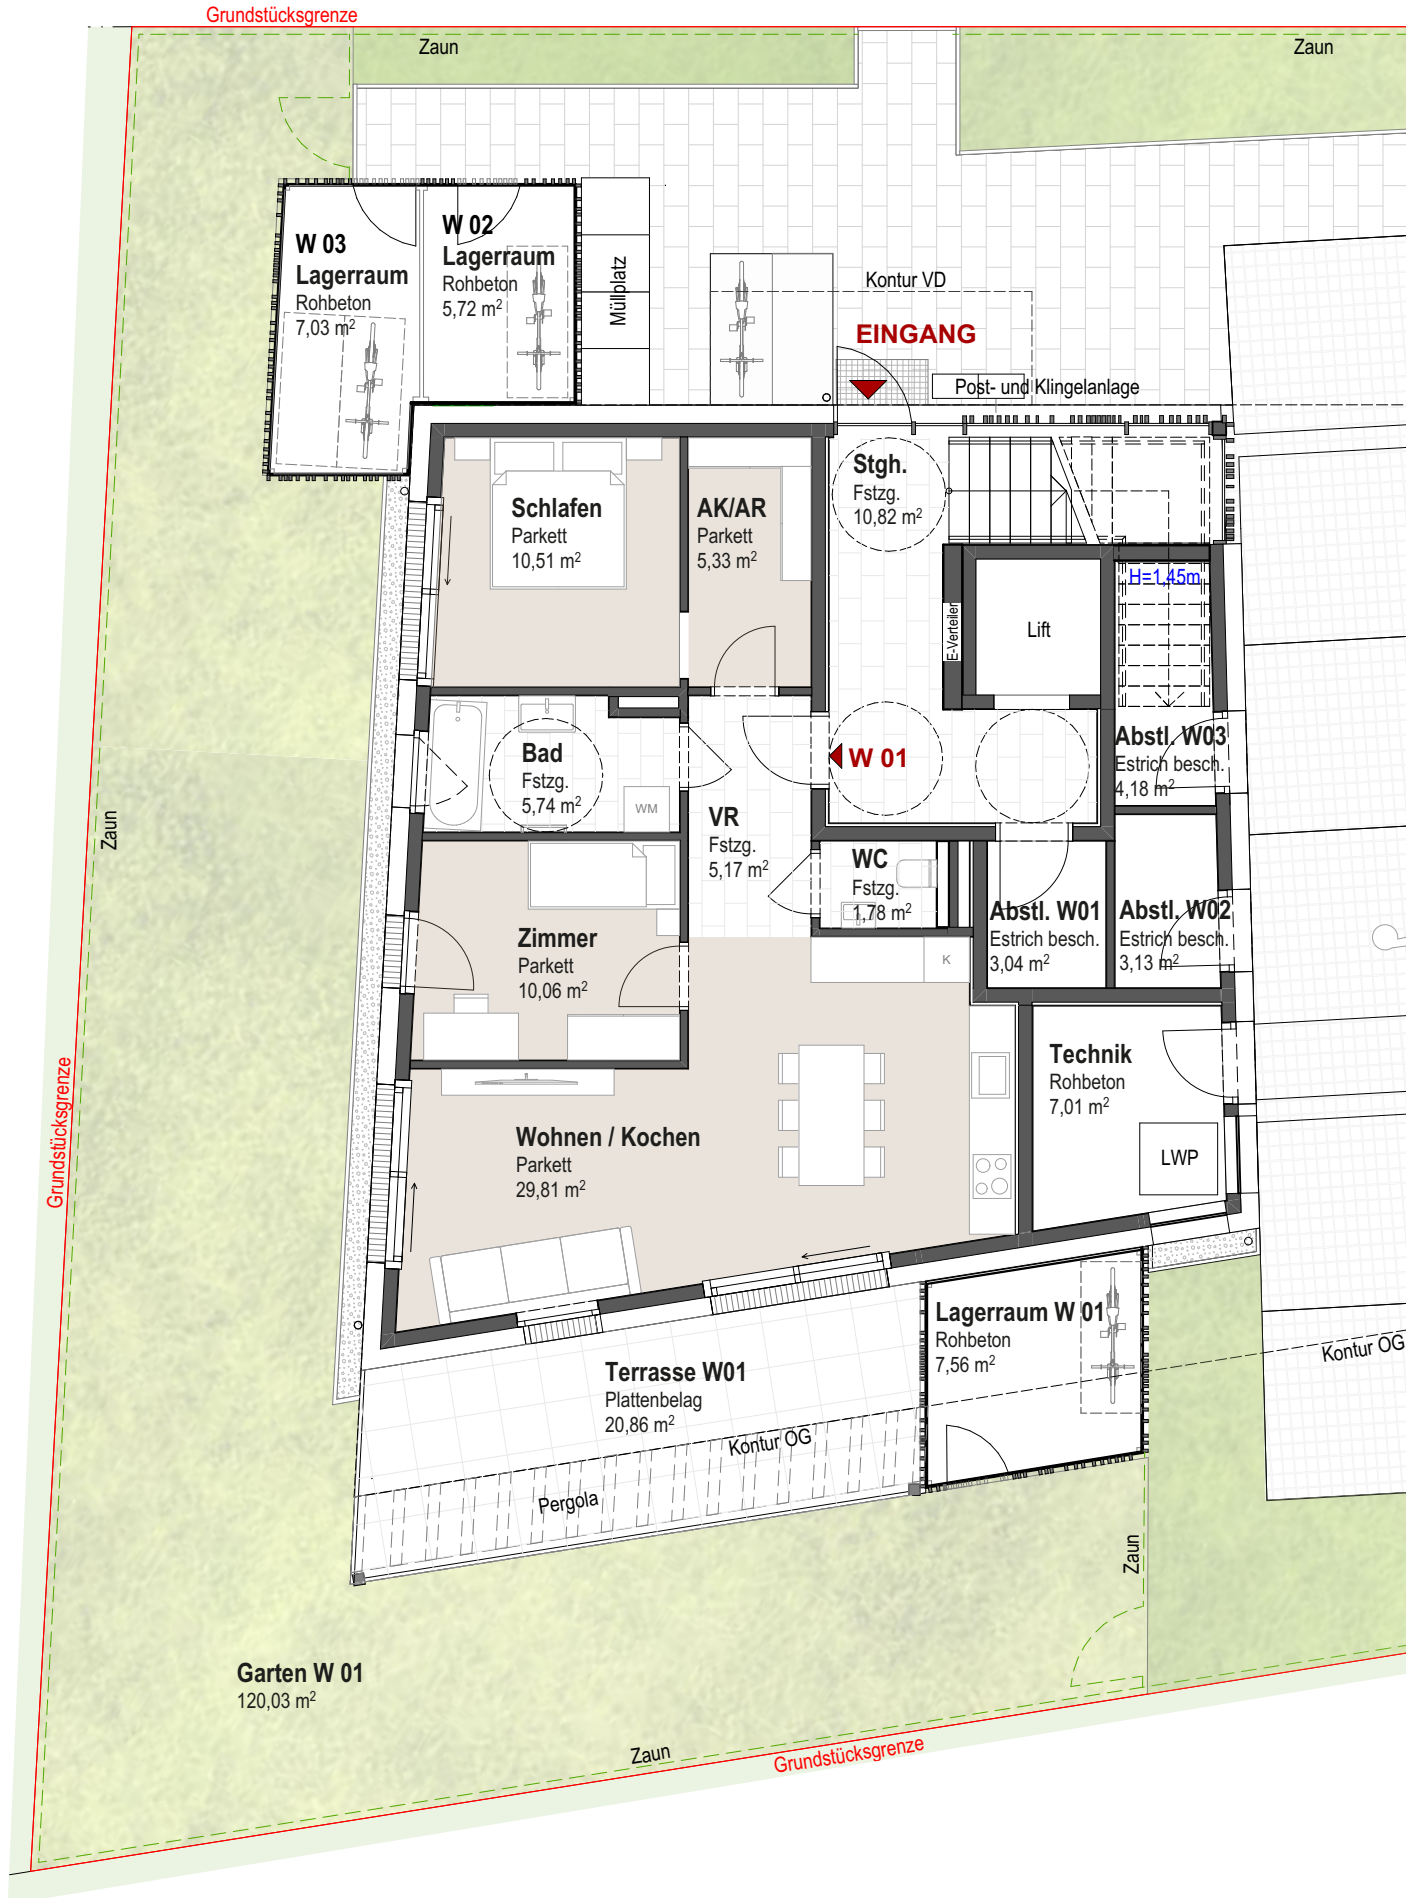 Grundstücksgrenze
Zaun
Zaun
W 03
Lagerraum
Rohbeton
7,03 m²
W 02
Lagerraum
Rohbeton
5,72 m²
Müllplatz
Kontur VD
EINGANG
Post- und Klingelanlage
Schlafen
Parkett
10,51 m²
AK/AR
Parkett
5,33 m²
Stgh.
Fstzg.
10,82 m²
E-Verteiler
Lift
H=1,45m
Bad
Fstzg.
5,74 m²
WM
W 01
Abstl. W03
Estrich besch.
4,18 m²
VR
Fstzg.
5,17 m²
WC
Fstzg.
1,78 m²
Zaun
Abstl. W01
Estrich besch.
3,04 m²
Abstl. W02
Estrich besch.
3,13 m²
Zimmer
Parkett
10,06 m²
K
Technik
Rohbeton
7,01 m²
LWP
Grundstücksgrenze
Wohnen / Kochen
Parkett
29,81 m²
Lagerraum W 01
Rohbeton
7,56 m²
Kontur OG
Terrasse W01
Plattenbelag
20,86 m²
Kontur OG
Pergola
Zaun
Garten W 01
120,03 m²
Zaun
Grundstücksgrenze